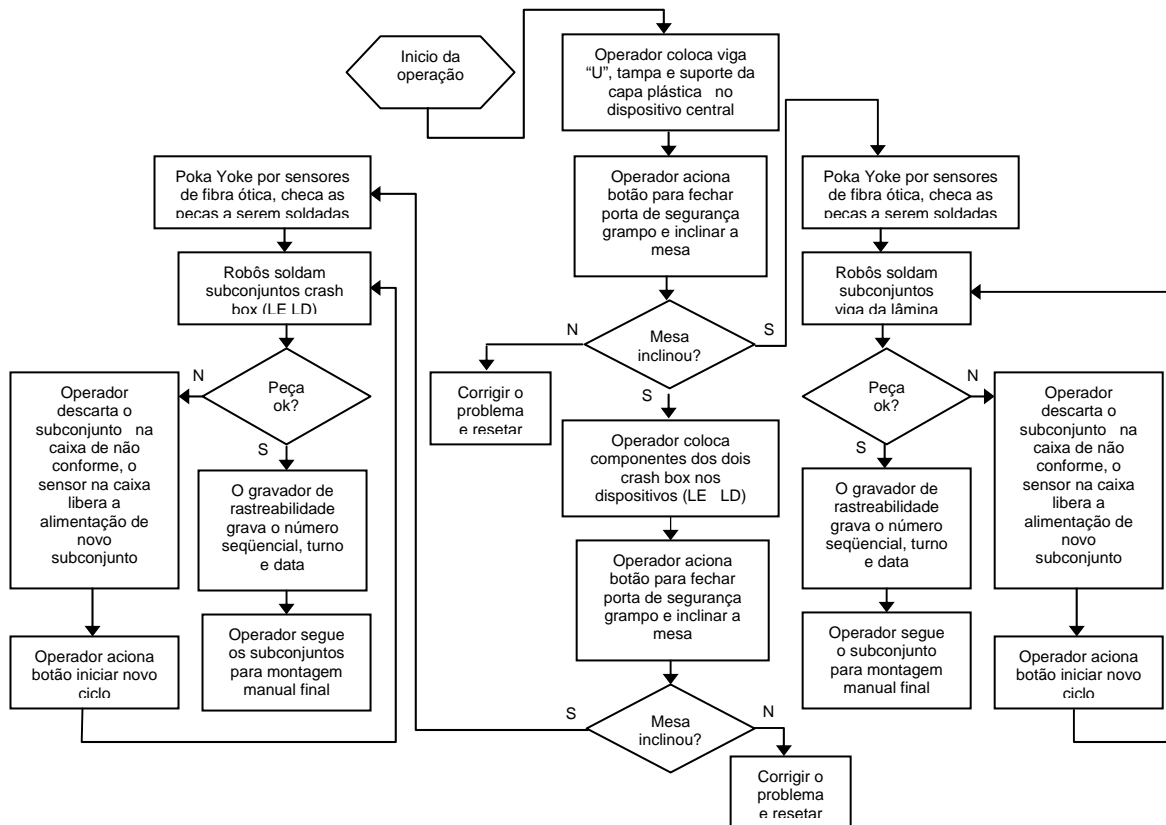 Inicio da
operação
Operador coloca viga
“U”, tampa e suporte da
capa plástica no
dispositivo central
Operador aciona
botão para fechar
porta de segurança
grampo e inclinar a
mesa
Mesa
inclinou?
N
S
S
Corrigir o
problema
e resetar
Operador coloca
componentes dos dois
crash box nos
dispositivos (LE LD)
Operador aciona
botão para fechar
porta de segurança
grampo e inclinar a
mesa
Mesa
inclinou?
S
N
Corrigir o
problema
e resetar
Poka Yoke por sensores
de fibra ótica, checa as
peças a serem soldadas
Robôs soldam
subconjuntos crash
box (LE LD)
Peça
ok?
N
S
Operador
descarta o
subconjunto na
caixa de não
conforme, o
sensor na caixa
libera a
alimentação de
novo
subconjunto
Operador aciona
botão iniciar novo
ciclo
O gravador de
rastreabilidade
grava o número
seqüencial, turno
e data
Operador segue
os subconjuntos
para montagem
manual final
Poka Yoke por sensores
de fibra ótica, checa as
peças a serem soldadas
Robôs soldam
subconjuntos
viga da lâmina
Peça
ok?
N
S
Operador
descarta o
subconjunto na
caixa de não
conforme, o
sensor na caixa
libera a
alimentação de
novo
subconjunto
Operador aciona
botão iniciar novo
ciclo
O gravador de
rastreabilidade
grava o número
seqüencial, turno
e data
Operador segue
o subconjunto
para montagem
manual final